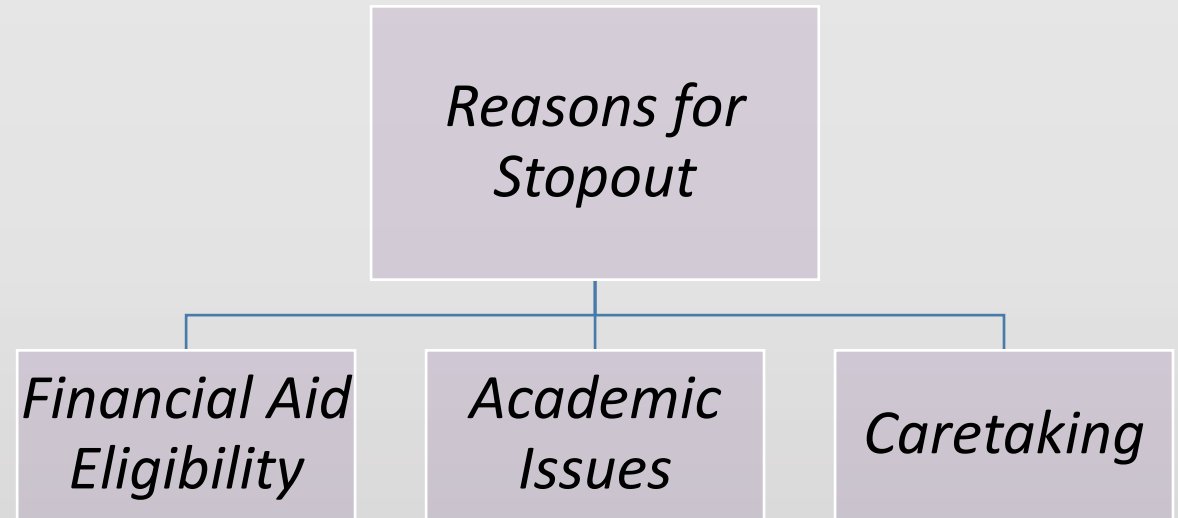 Reasons for
Stopout
Financial Aid
Eligibility
Academic
Issues
Caretaking